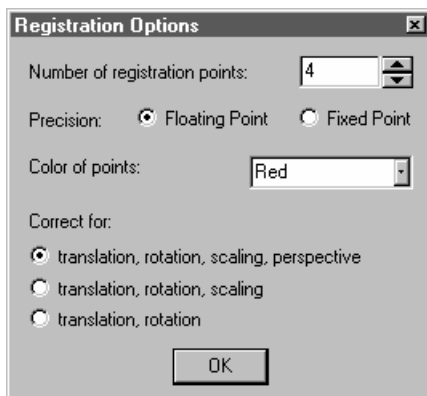 Registration Options
Number of registration points: 4
Precision: Floating Point Fixed Point
Color of points: Red
Correct for:
translation, rotation, scaling, perspective
translation, rotation, scaling
translation, rotation
OK